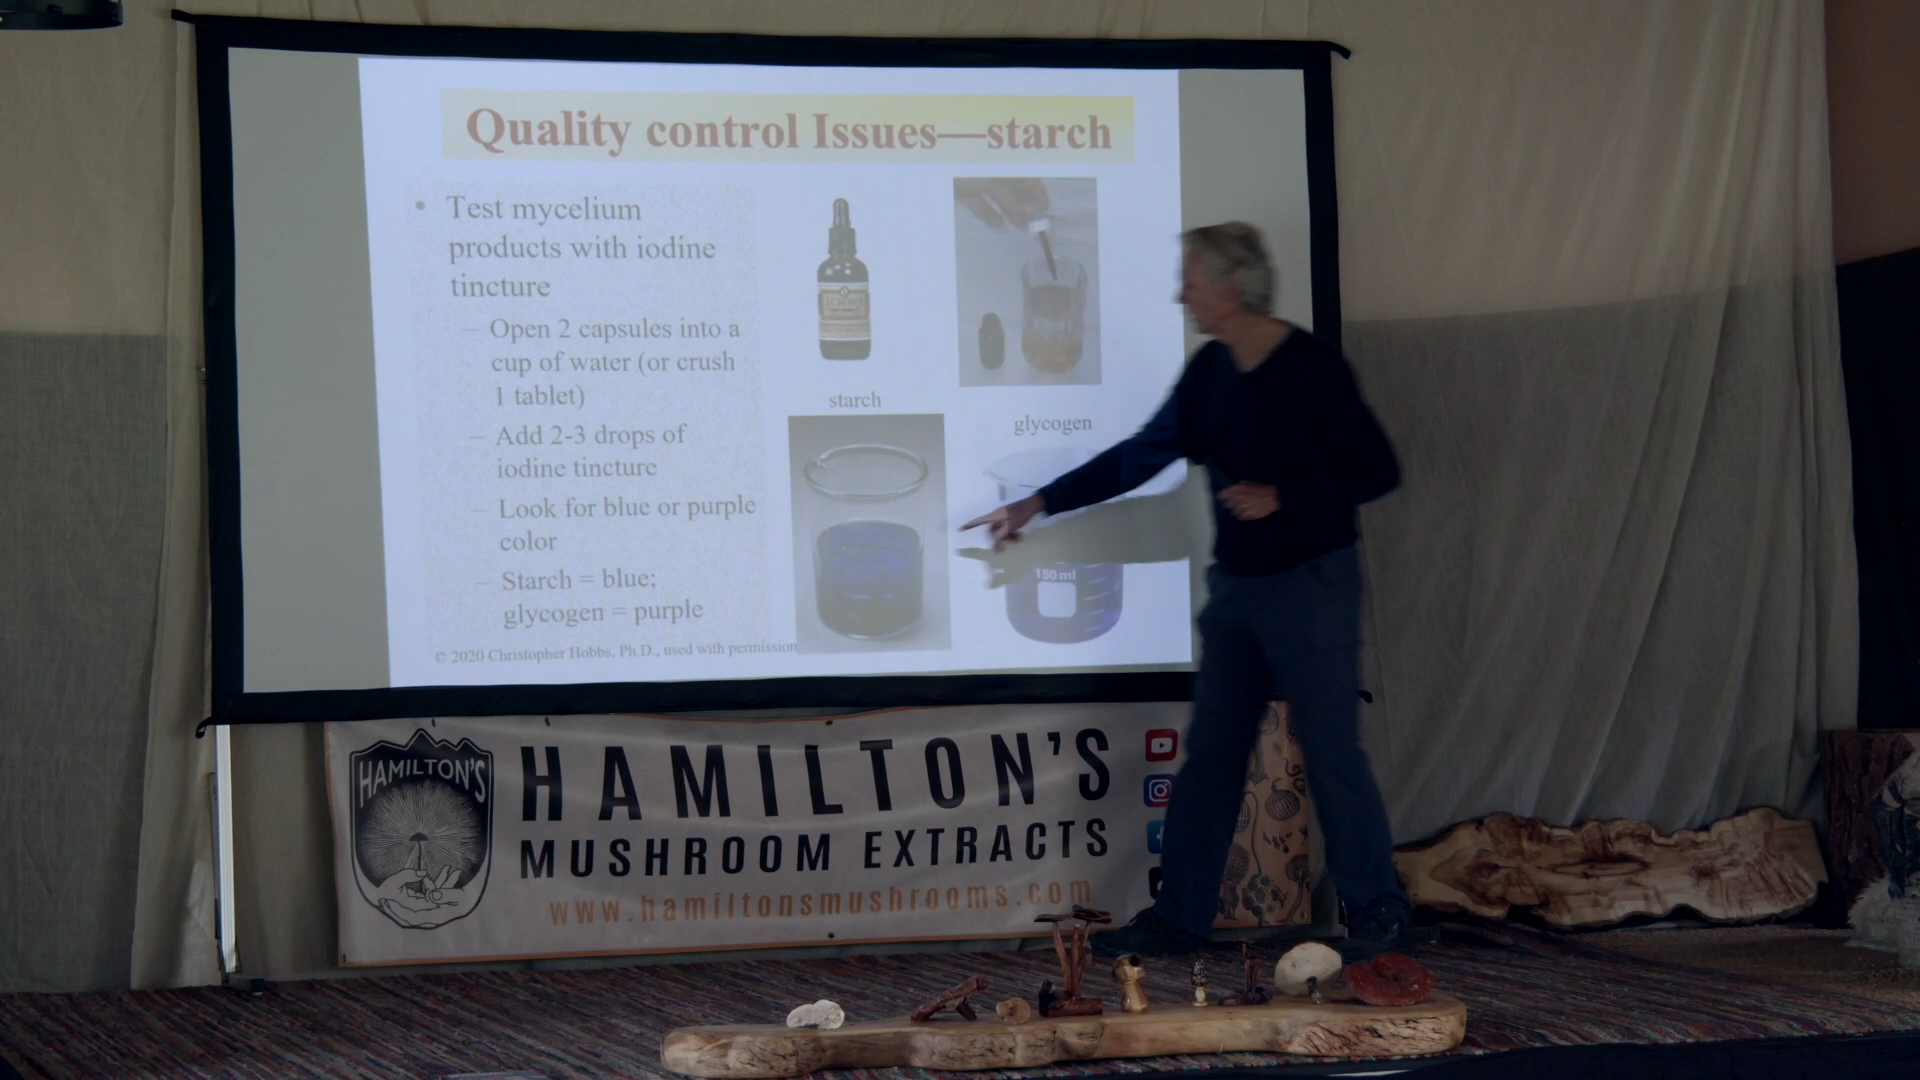 Quality control Issues—starch
• Test mycelium
products with iodine
tincture
– Open 2 capsules into a
cup of water (or crush
1 tablet)
– Add 2-3 drops of
iodine tincture
– Look for blue or purple
color
– Starch = blue;
glycogen = purple
© 2020 Christopher Hobbs, Ph.D., used with permission
starch
glycogen
150 ml
HAMILTON'S
HAMILTON'S
MUSHROOM EXTRACTS
www.hamiltonsmushrooms.com